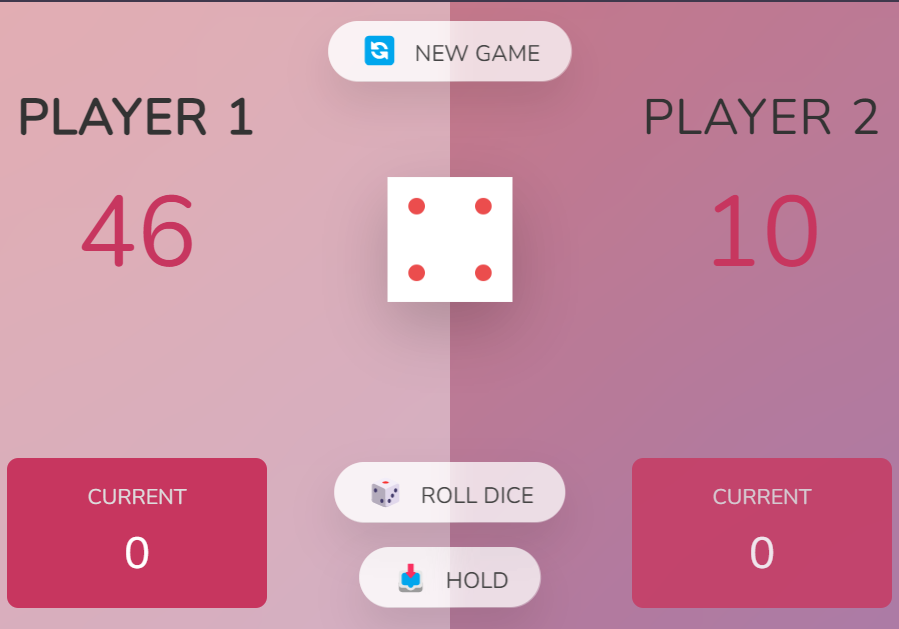 NEW GAME
PLAYER 1
46
CURRENT
0
PLAYER 2
10
CURRENT
0
ROLL DICE
HOLD